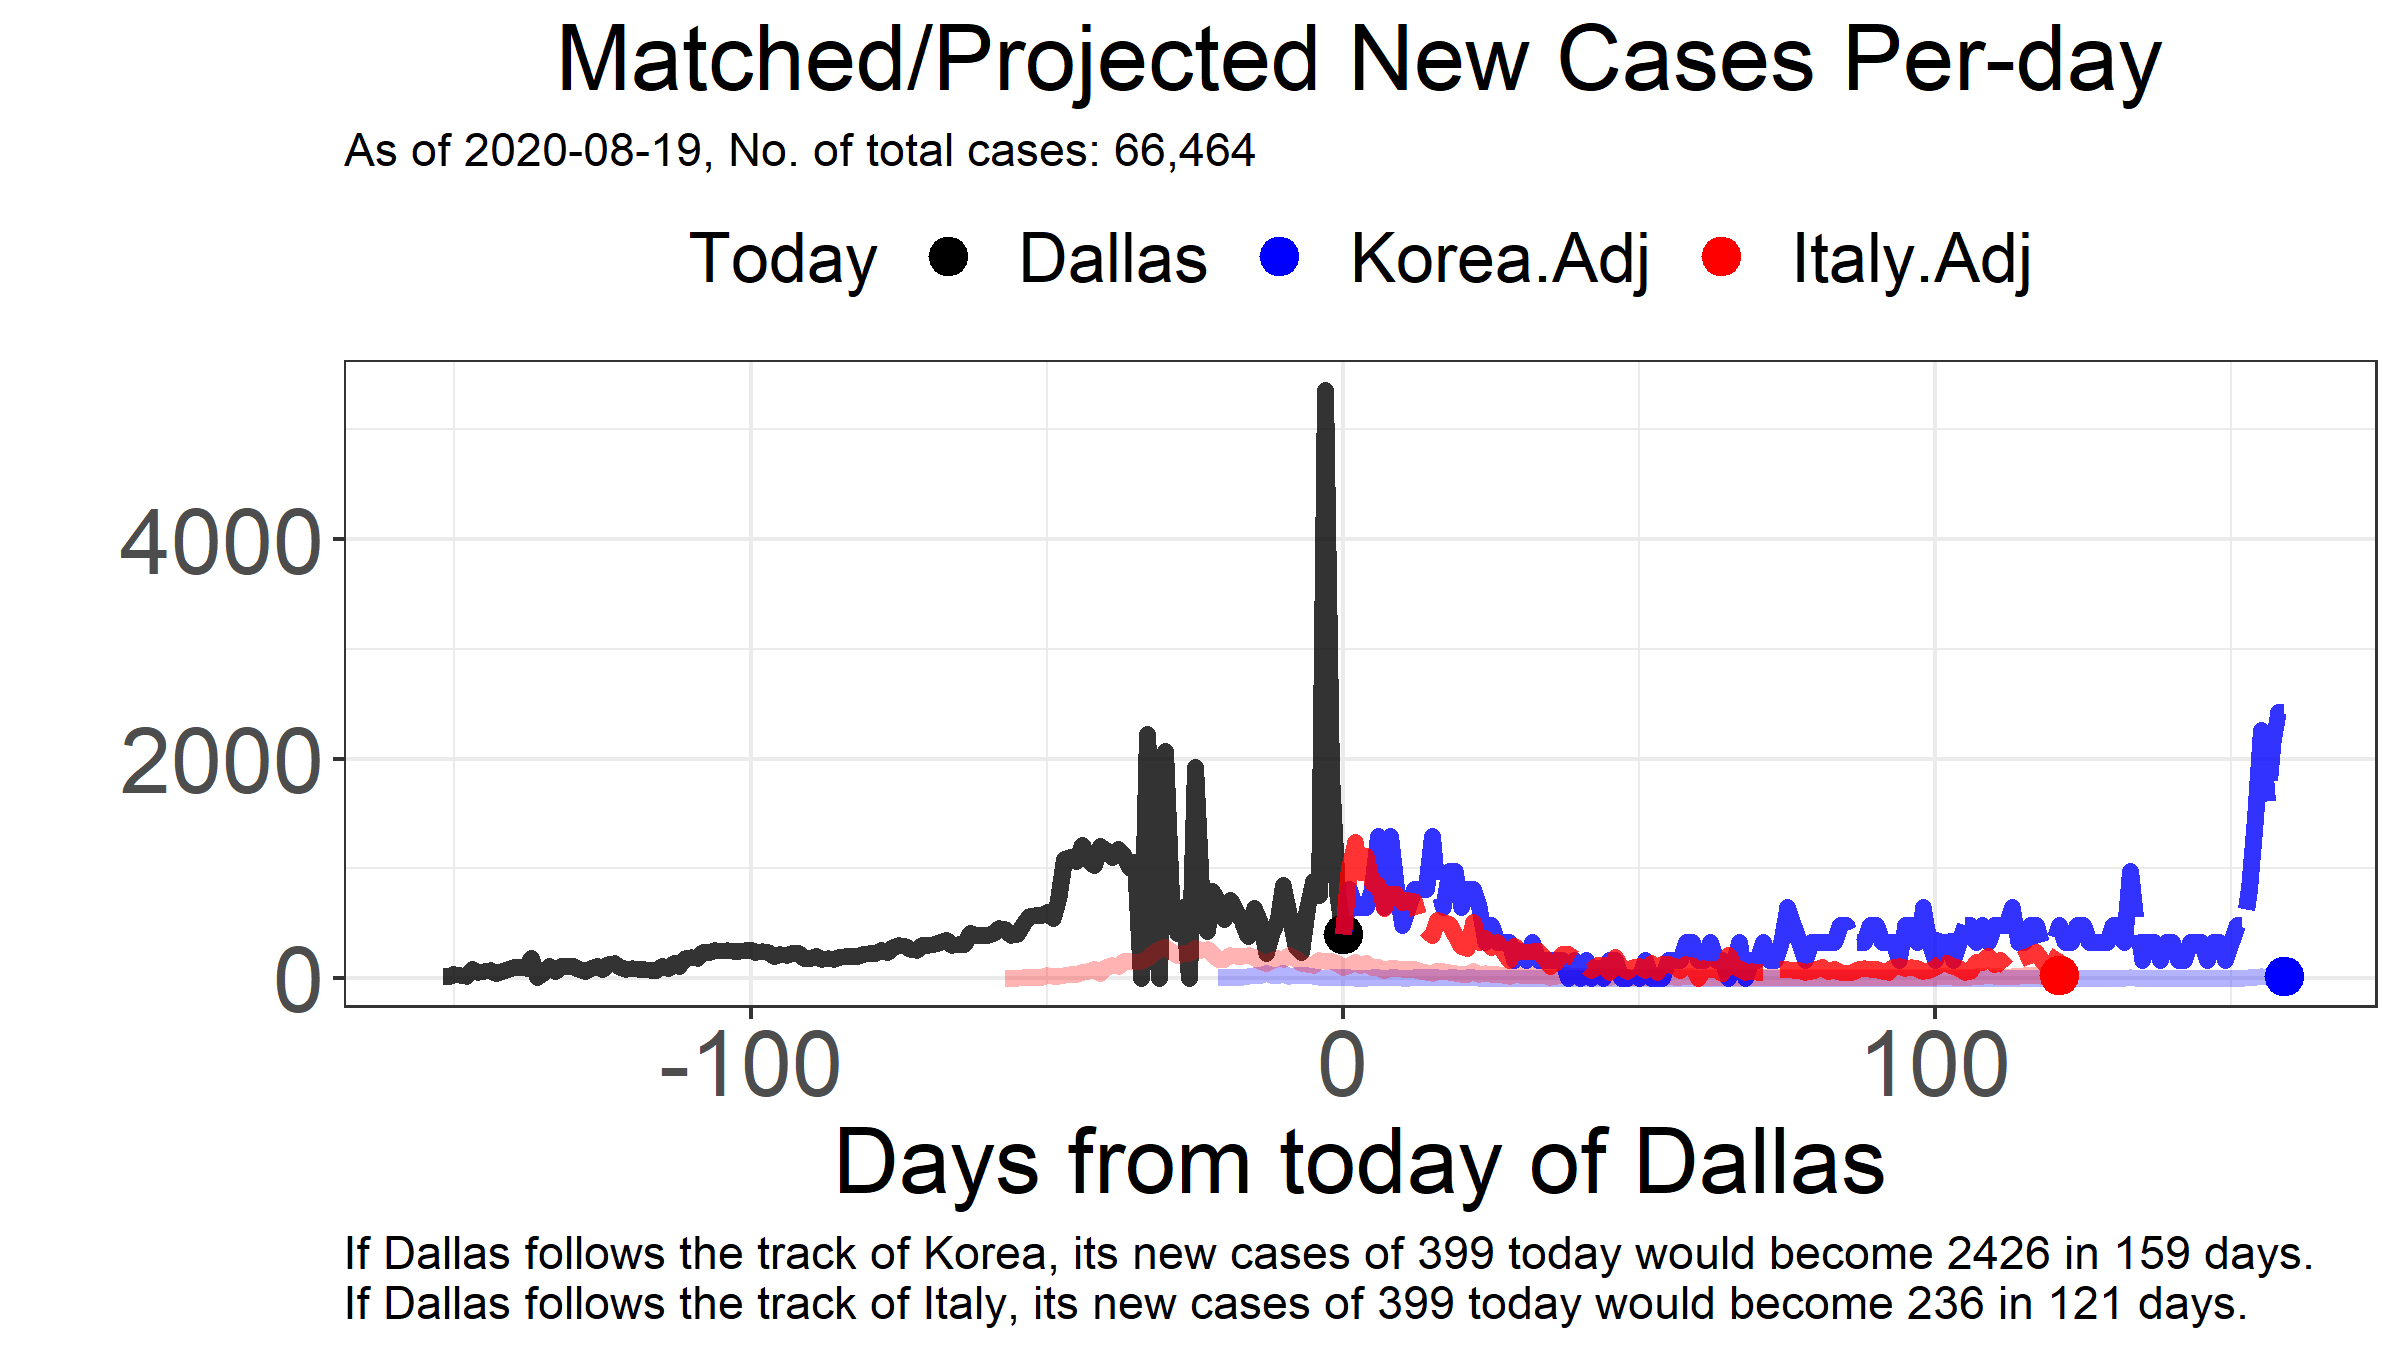 Matched/Projected New Cases Per-day
As of 2020-08-19, No. of total cases: 66,464
Today Dallas Korea.Adj Italy.Adj
4000
2000
0
-100 0 100
Days from today of Dallas
If Dallas follows the track of Korea, its new cases of 399 today would become 2426 in 159 days.
If Dallas follows the track of Italy, its new cases of 399 today would become 236 in 121 days.